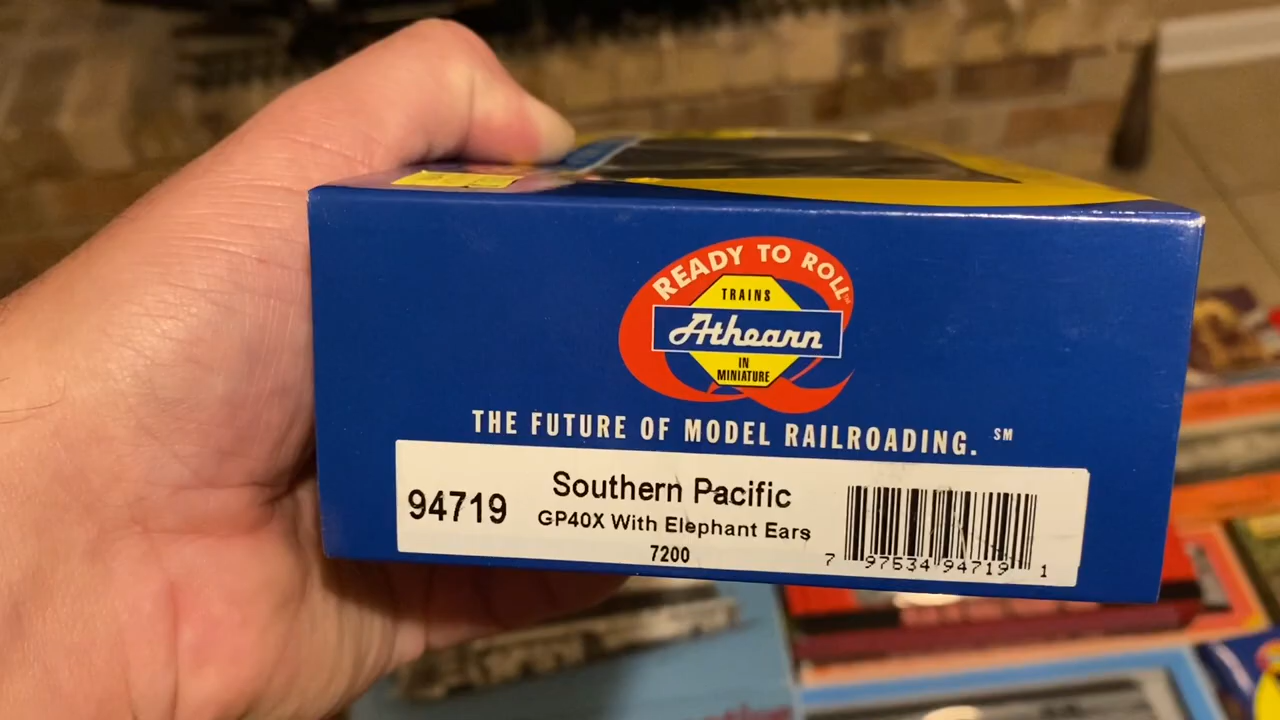 READY TO ROLL™
TRAINS
Athearn
IN
MINIATURE
THE FUTURE OF MODEL RAILROADING. SM
94719
Southern Pacific
GP40X With Elephant Ears
7200
7 97534 94719 1